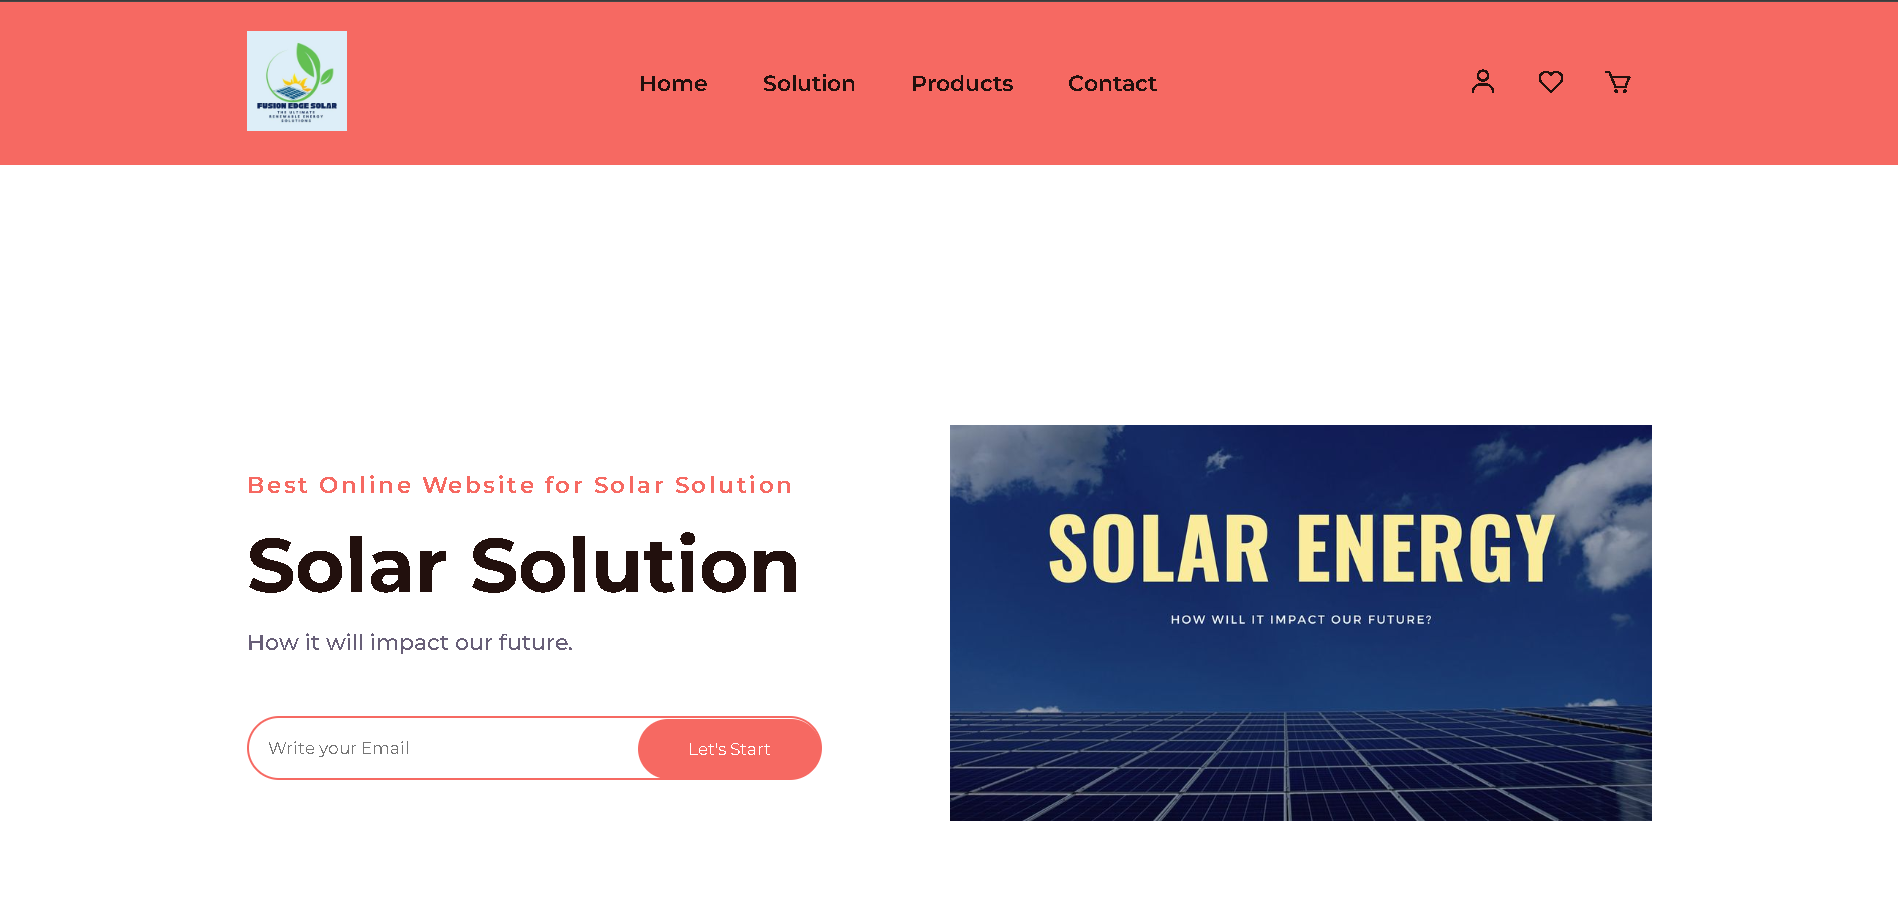 FUSION EDGE SOLAR
THE ULTIMATE
RENEWABLE ENERGY
SOLUTIONS
Home
Solution
Products
Contact
Best Online Website for Solar Solution
Solar Solution
How it will impact our future.
Write your Email
Let's Start
SOLAR ENERGY
HOW WILL IT IMPACT OUR FUTURE?